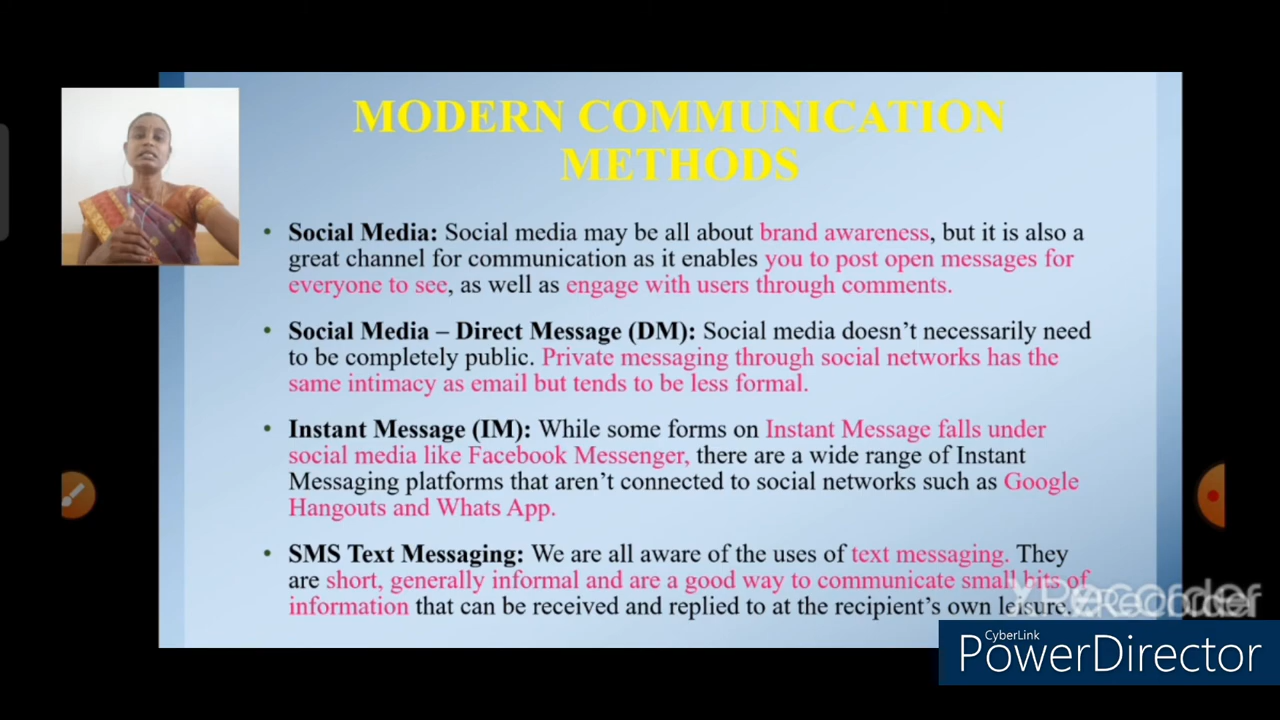 MODERN COMMUNICATION
METHODS
• Social Media: Social media may be all about brand awareness, but it is also a
great channel for communication as it enables you to post open messages for
everyone to see, as well as engage with users through comments.
• Social Media – Direct Message (DM): Social media doesn’t necessarily need
to be completely public. Private messaging through social networks has the
same intimacy as email but tends to be less formal.
• Instant Message (IM): While some forms on Instant Message falls under
social media like Facebook Messenger, there are a wide range of Instant
Messaging platforms that aren’t connected to social networks such as Google
Hangouts and Whats App.
• SMS Text Messaging: We are all aware of the uses of text messaging. They
are short, generally informal and are a good way to communicate small bits of
information that can be received and replied to at the recipient’s own leisure.
CyberLink
PowerDirector